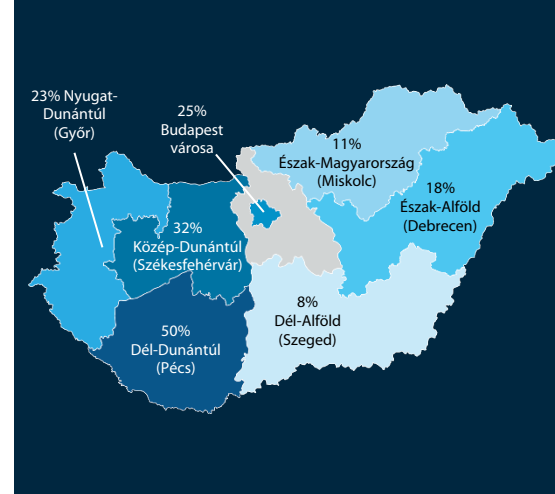 23% Nyugat-
Dunántúl
(Győr)
25%
Budapest
városa
11%
Észak-Magyarország
(Miskolc)
18%
Észak-Alföld
(Debrecen)
32%
Közép-Dunántúl
(Székesfehérvár)
8%
Dél-Alföld
(Szeged)
50%
Dél-Dunántúl
(Pécs)